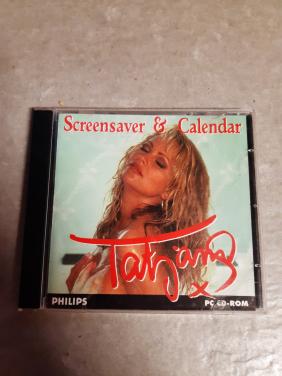 Screensaver & Calendar
Tatjana
x
PHILIPS
PC CD-ROM